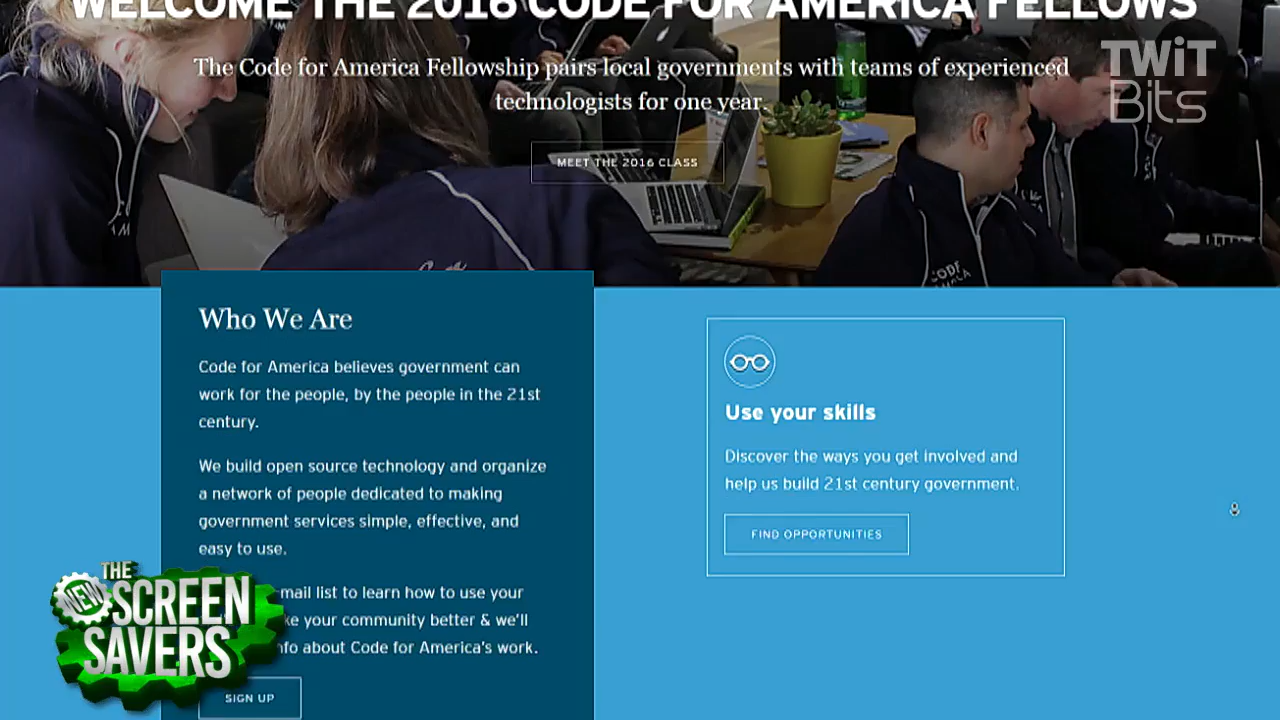 WELCOME THE 2016 CODE FOR AMERICA FELLOWS
The Code for America Fellowship pairs local governments with teams of experienced
technologists for one year.
MEET THE 2016 CLASS
TWiT
Bits
CODE
Who We Are
Code for America believes government can
work for the people, by the people in the 21st
century.
We build open source technology and organize
a network of people dedicated to making
government services simple, effective, and
easy to use.
mail list to learn how to use your
your community better & we'll
about Code for America's work.
SIGN UP
Use your skills
Discover the ways you get involved and
help us build 21st century government.
FIND OPPORTUNITIES
THE
NEW
SCREEN
SAVERS